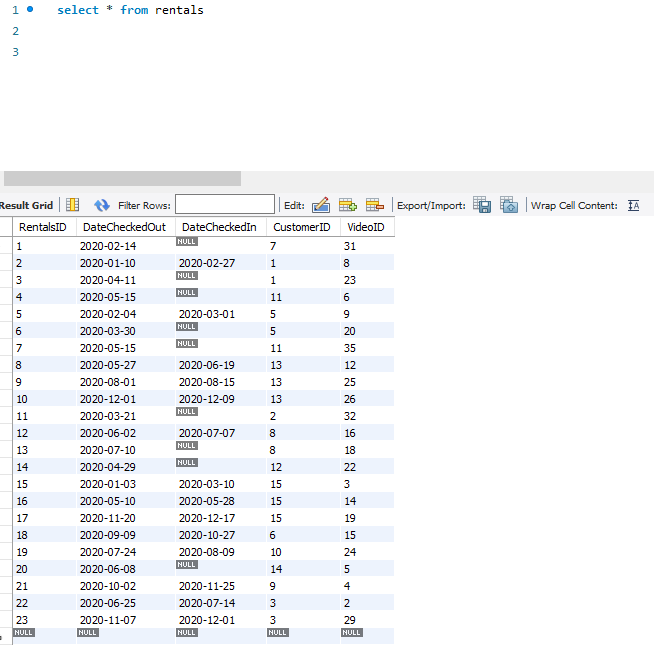 1 select * from rentals
2
3
Result Grid Filter Rows: Edit: Export/Import: Wrap Cell Content:
RentalsID DateCheckedOut DateCheckedIn CustomerID VideoID
1 2020-02-14 NULL 7 31
2 2020-01-10 2020-02-27 1 8
3 2020-04-11 NULL 1 23
4 2020-05-15 NULL 11 6
5 2020-02-04 2020-03-01 5 9
6 2020-03-30 NULL 5 20
7 2020-05-15 NULL 11 35
8 2020-05-27 2020-06-19 13 12
9 2020-08-01 2020-08-15 13 25
10 2020-12-01 2020-12-09 13 26
11 2020-03-21 NULL 2 32
12 2020-06-02 2020-07-07 8 16
13 2020-07-10 NULL 8 18
14 2020-04-29 NULL 12 22
15 2020-01-03 2020-03-10 15 3
16 2020-05-10 2020-05-28 15 14
17 2020-11-20 2020-12-17 15 19
18 2020-09-09 2020-10-27 6 15
19 2020-07-24 2020-08-09 10 24
20 2020-06-08 NULL 14 5
21 2020-10-02 2020-11-25 9 4
22 2020-06-25 2020-07-14 3 2
23 2020-11-07 2020-12-01 3 29
NULL NULL NULL NULL NULL